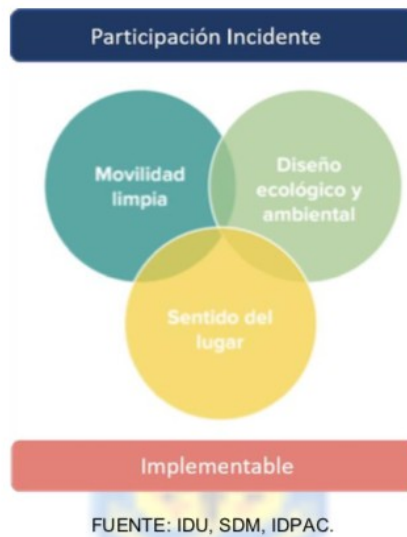 Participación Incidente
Movilidad
limpia
Diseño
ecológico y
ambiental
Sentido del
lugar
Implementable
FUENTE: IDU, SDM, IDPAC.